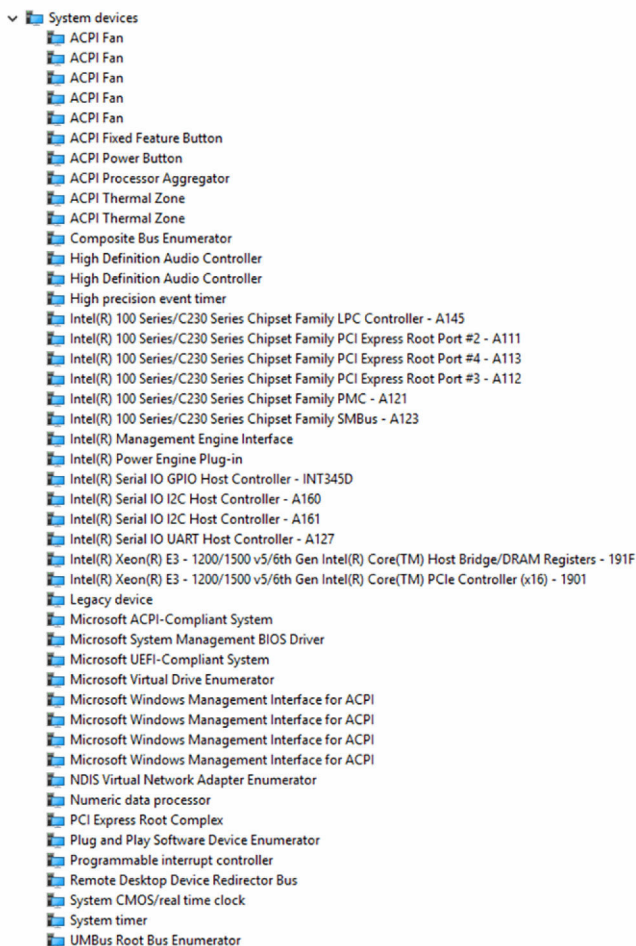 System devices
ACPI Fan
ACPI Fan
ACPI Fan
ACPI Fan
ACPI Fan
ACPI Fixed Feature Button
ACPI Power Button
ACPI Processor Aggregator
ACPI Thermal Zone
ACPI Thermal Zone
Composite Bus Enumerator
High Definition Audio Controller
High Definition Audio Controller
High precision event timer
Intel(R) 100 Series/C230 Series Chipset Family LPC Controller - A145
Intel(R) 100 Series/C230 Series Chipset Family PCI Express Root Port #2 - A111
Intel(R) 100 Series/C230 Series Chipset Family PCI Express Root Port #4 - A113
Intel(R) 100 Series/C230 Series Chipset Family PCI Express Root Port #3 - A112
Intel(R) 100 Series/C230 Series Chipset Family PMC - A121
Intel(R) 100 Series/C230 Series Chipset Family SMBus - A123
Intel(R) Management Engine Interface
Intel(R) Power Engine Plug-in
Intel(R) Serial IO GPIO Host Controller - INT345D
Intel(R) Serial IO I2C Host Controller - A160
Intel(R) Serial IO I2C Host Controller - A161
Intel(R) Serial IO UART Host Controller - A127
Intel(R) Xeon(R) E3 - 1200/1500 v5/6th Gen Intel(R) Core(TM) Host Bridge/DRAM Registers - 191F
Intel(R) Xeon(R) E3 - 1200/1500 v5/6th Gen Intel(R) Core(TM) PCIe Controller (x16) - 1901
Legacy device
Microsoft ACPI-Compliant System
Microsoft System Management BIOS Driver
Microsoft UEFI-Compliant System
Microsoft Virtual Drive Enumerator
Microsoft Windows Management Interface for ACPI
Microsoft Windows Management Interface for ACPI
Microsoft Windows Management Interface for ACPI
Microsoft Windows Management Interface for ACPI
NDIS Virtual Network Adapter Enumerator
Numeric data processor
PCI Express Root Complex
Plug and Play Software Device Enumerator
Programmable interrupt controller
Remote Desktop Device Redirector Bus
System CMOS/real time clock
System timer
UMBus Root Bus Enumerator